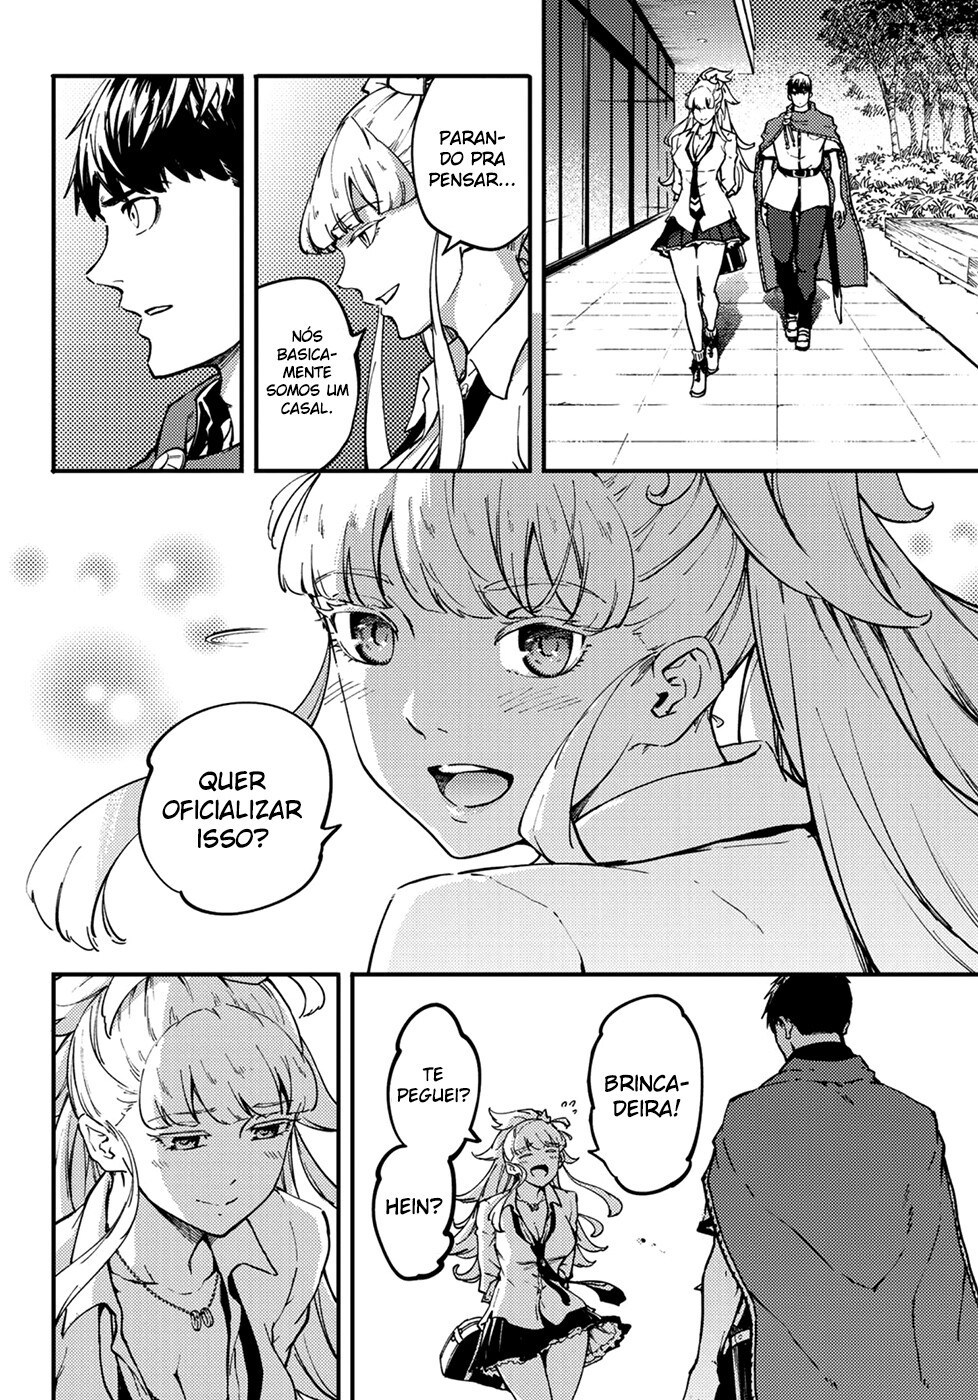 PARAN-
DO PRA
PENSAR...
NÓS
BASICA-
MENTE
SOMOS UM
CASAL.
QUER
OFICIALIZAR
ISSO?
BRINCA-
DEIRA!
TE
PEGUEI?
HEIN?